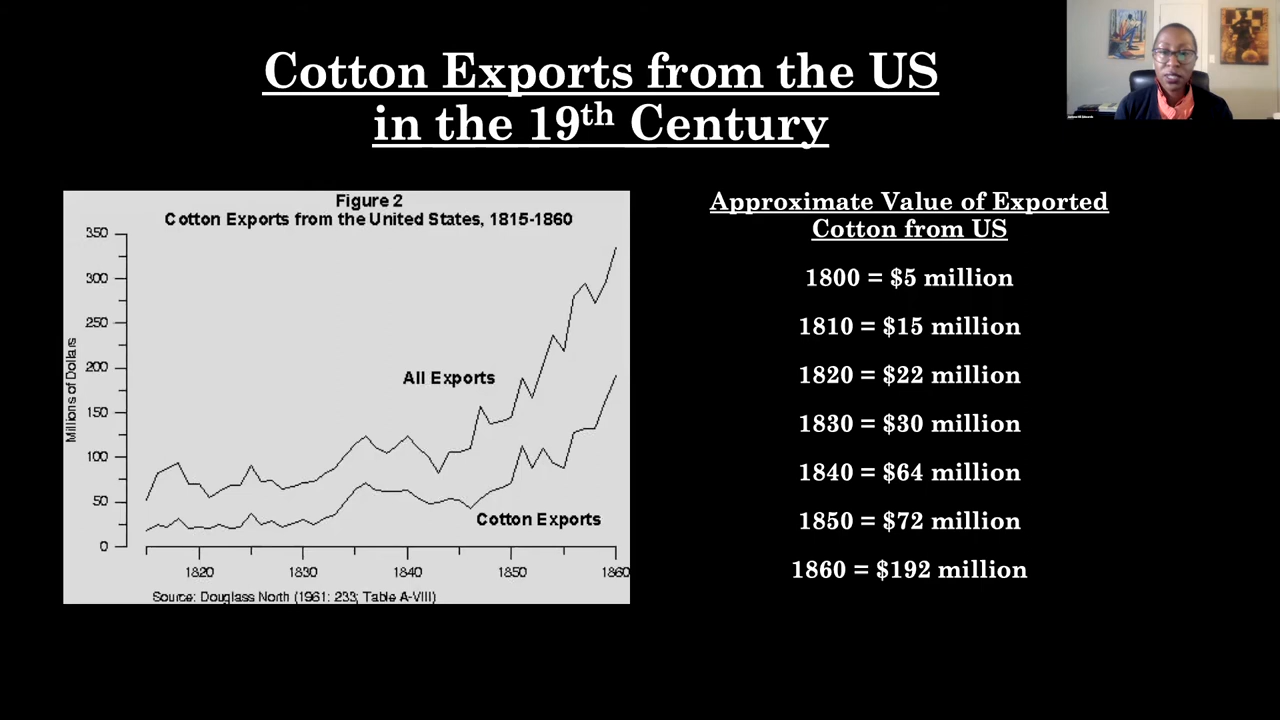 Cotton Exports from the US
in the 19th Century
Figure 2
Cotton Exports from the United States, 1815-1860
350
300
250
200
150
100
50
0
Millions of Dollars
All Exports
Cotton Exports
1820
1830
1840
1850
1860
Source: Douglass North (1961: 233; Table A-VIII)
Approximate Value of Exported
Cotton from US
1800 = $5 million
1810 = $15 million
1820 = $22 million
1830 = $30 million
1840 = $64 million
1850 = $72 million
1860 = $192 million